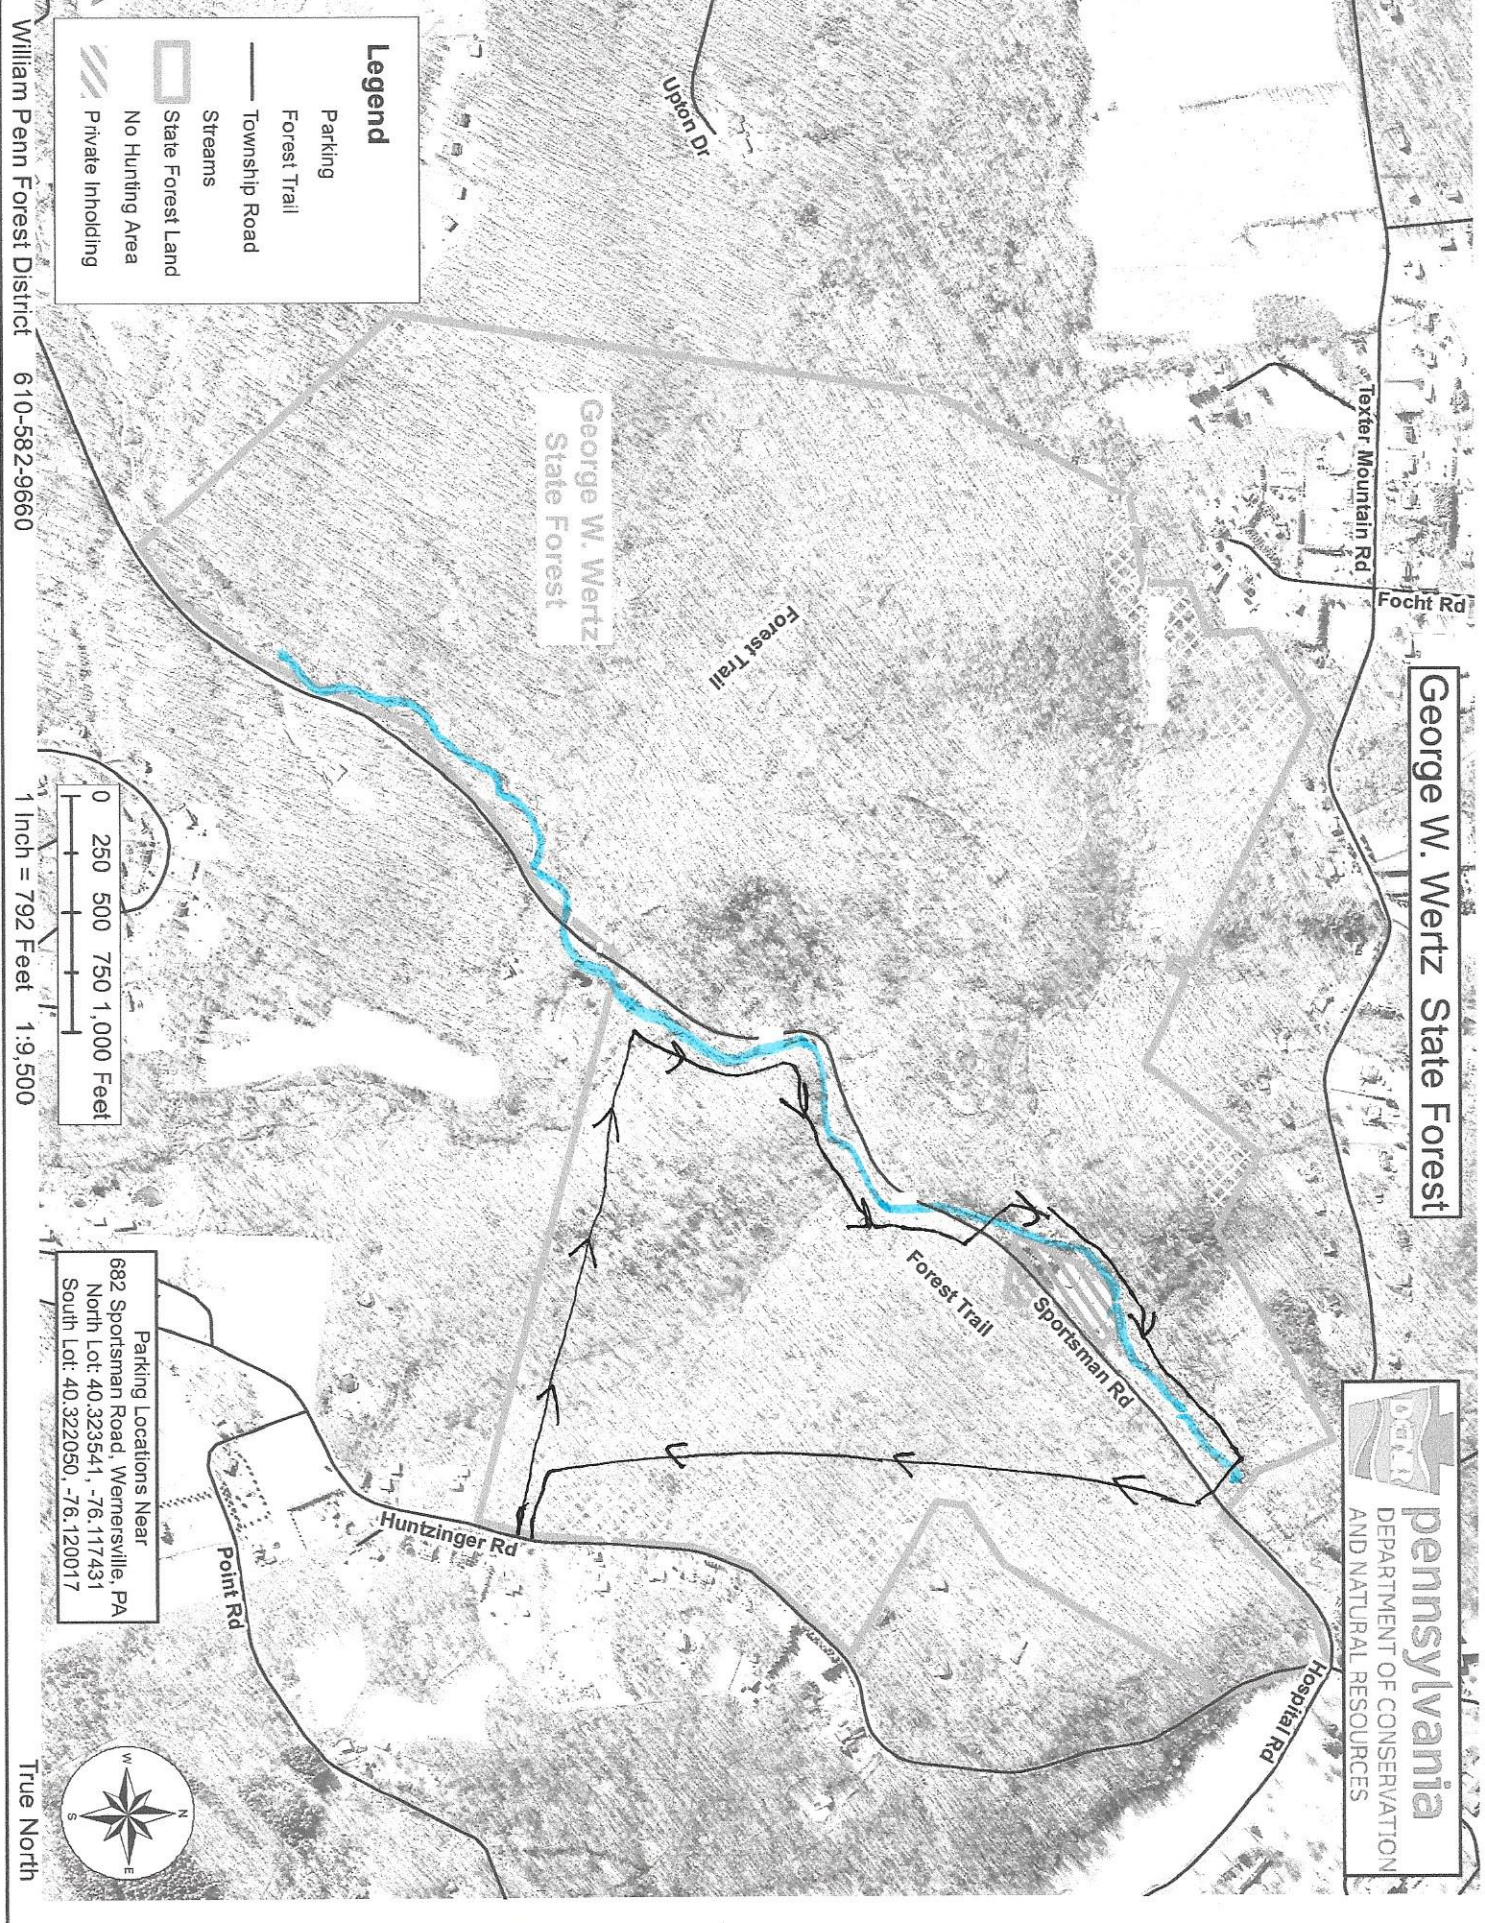 George W. Wertz State Forest
pennsylvania
DEPARTMENT OF CONSERVATION
AND NATURAL RESOURCES
DCNR
Texter Mountain Rd
Focht Rd
Hospital Rd
Upton Dr
Forest Trail
George W. Wertz
State Forest
Forest Trail
Sportsman Rd
Huntzinger Rd
Point Rd
Legend
Parking
Forest Trail
Township Road
Streams
State Forest Land
No Hunting Area
Private Inholding
0 250 500 750 1,000 Feet
Parking Locations Near
682 Sportsman Road, Wernersville, PA
North Lot: 40.323541, -76.117431
South Lot: 40.322050, -76.120017
N
W
E
S
William Penn Forest District 610-582-9660 1 Inch = 792 Feet 1:9,500 True North